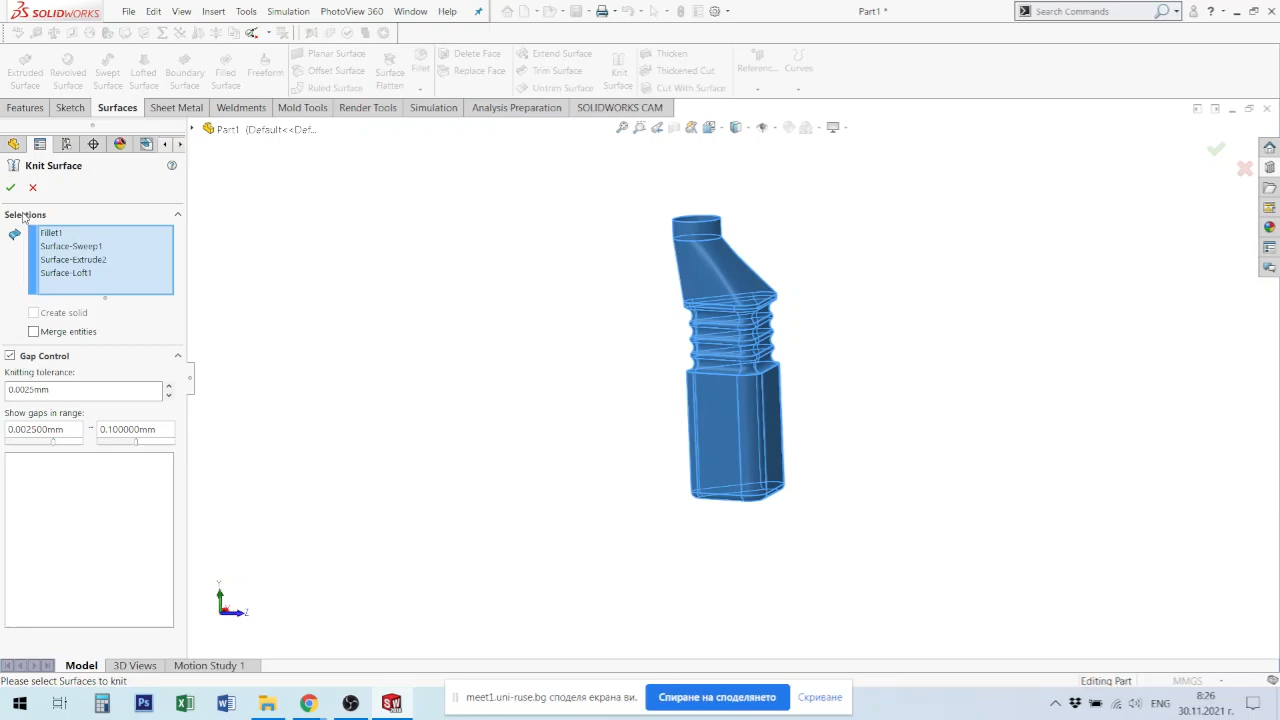 SOLIDWORKS File Edit View Insert Tools Simulation PhotoView 360 Window Help Part1 * Search Commands
Extruded Surface
Revolved Surface
Swept Surface
Lofted Surface
Boundary Surface
Filled Surface
Freeform
Planar Surface
Offset Surface
Ruled Surface
Surface Flatten
Fillet
Delete Face
Replace Face
Extend Surface
Trim Surface
Untrim Surface
Knit Surface
Thicken
Thickened Cut
Cut With Surface
Referenc...
Curves
Features Sketch Surfaces Sheet Metal Weldments Mold Tools Render Tools Simulation Analysis Preparation SOLIDWORKS CAM
Part1 (Default<<Def...
Knit Surface
Selections
Fillet1
Surface-Sweep1
Surface-Extrude2
Surface-Loft1
Create solid
Merge entities
Gap Control
Knitting tolerance:
0.0025mm
Show gaps in range:
0.002500mm ~ 0.100000mm
Y
Z
Model 3D Views Motion Study 1
Please select Surfaces to knit Editing Part MMGS
meet1.uni-ruse.bg споделя екрана ви. Спиране на споделянето Скриване
ENG 8:26
30.11.2021 г.